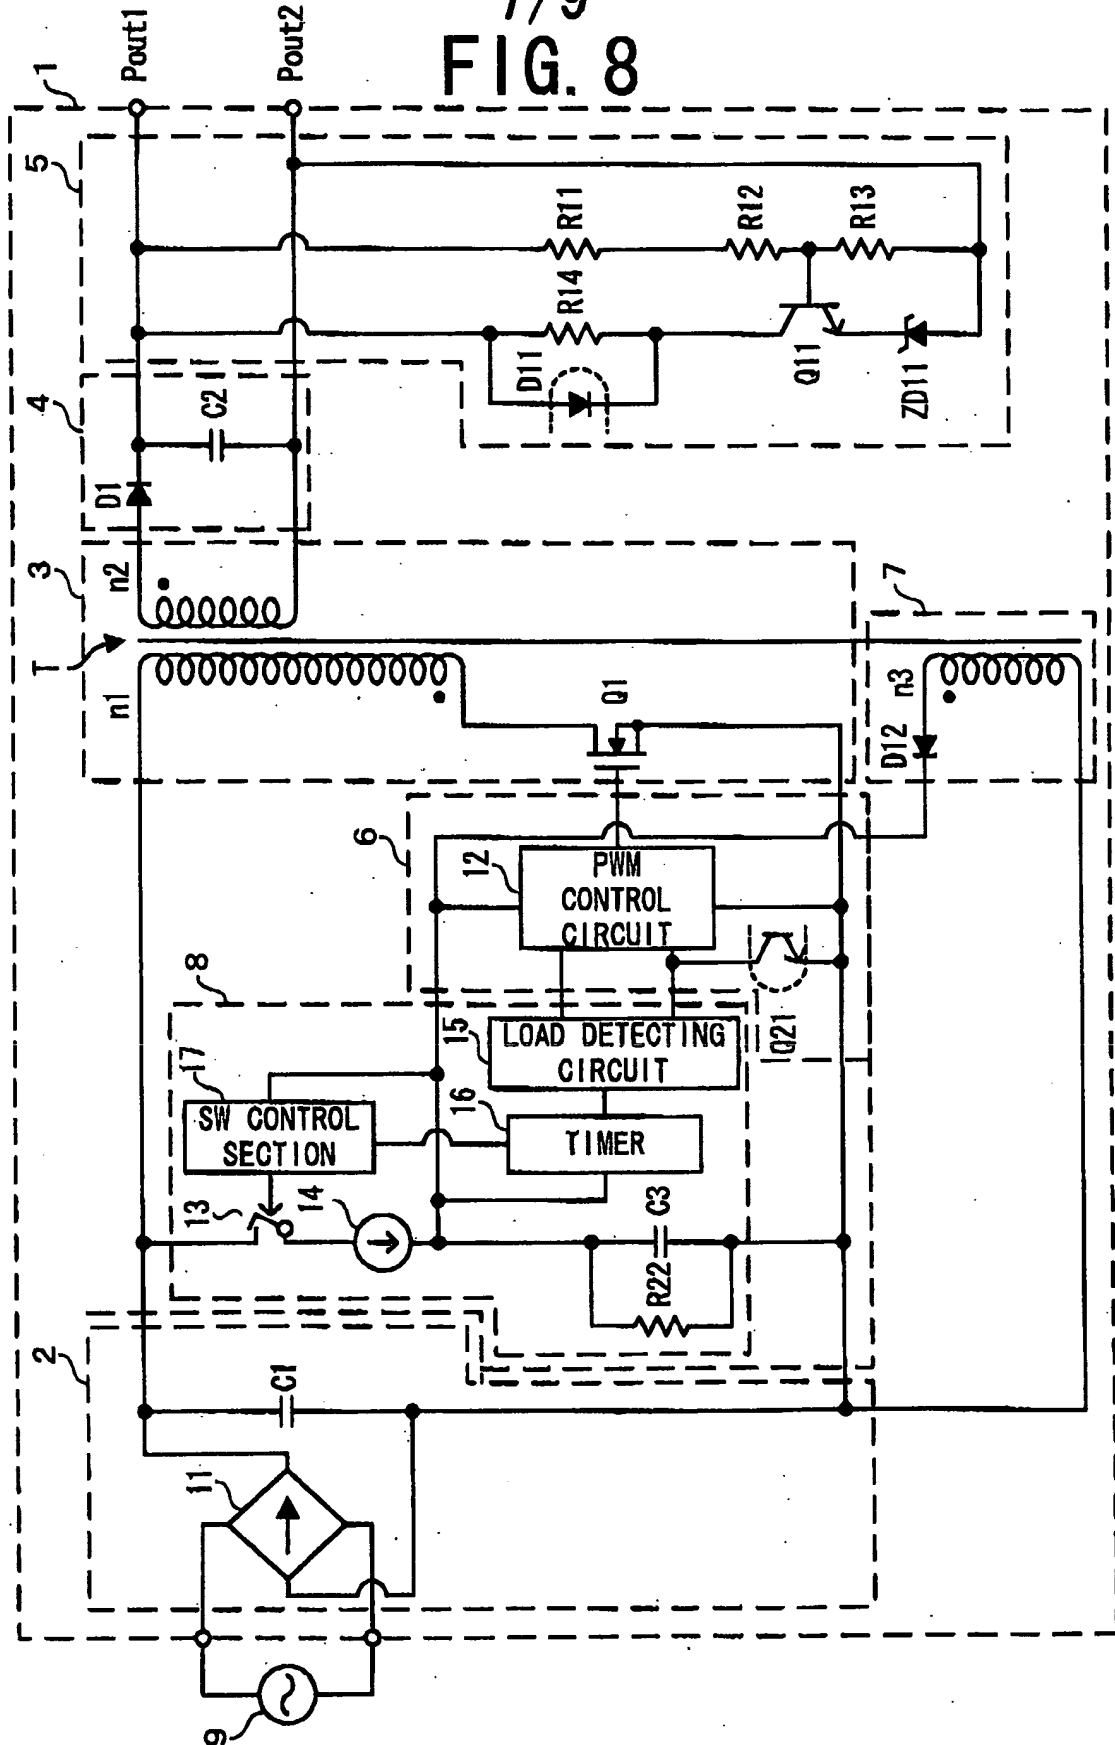 7/9
FIG. 8
Pout1
Pout2
1
5
R11
R12
R13
R14
D11
Q11
ZD11
4
C2
D1
3
n2
T
n1
Q1
7
n3
D12
6
12
PWM
CONTROL
CIRCUIT
8
Q21
15
LOAD DETECTING
CIRCUIT
17
SW CONTROL
SECTION
16
TIMER
13
14
C3
R22
2
C1
11
9